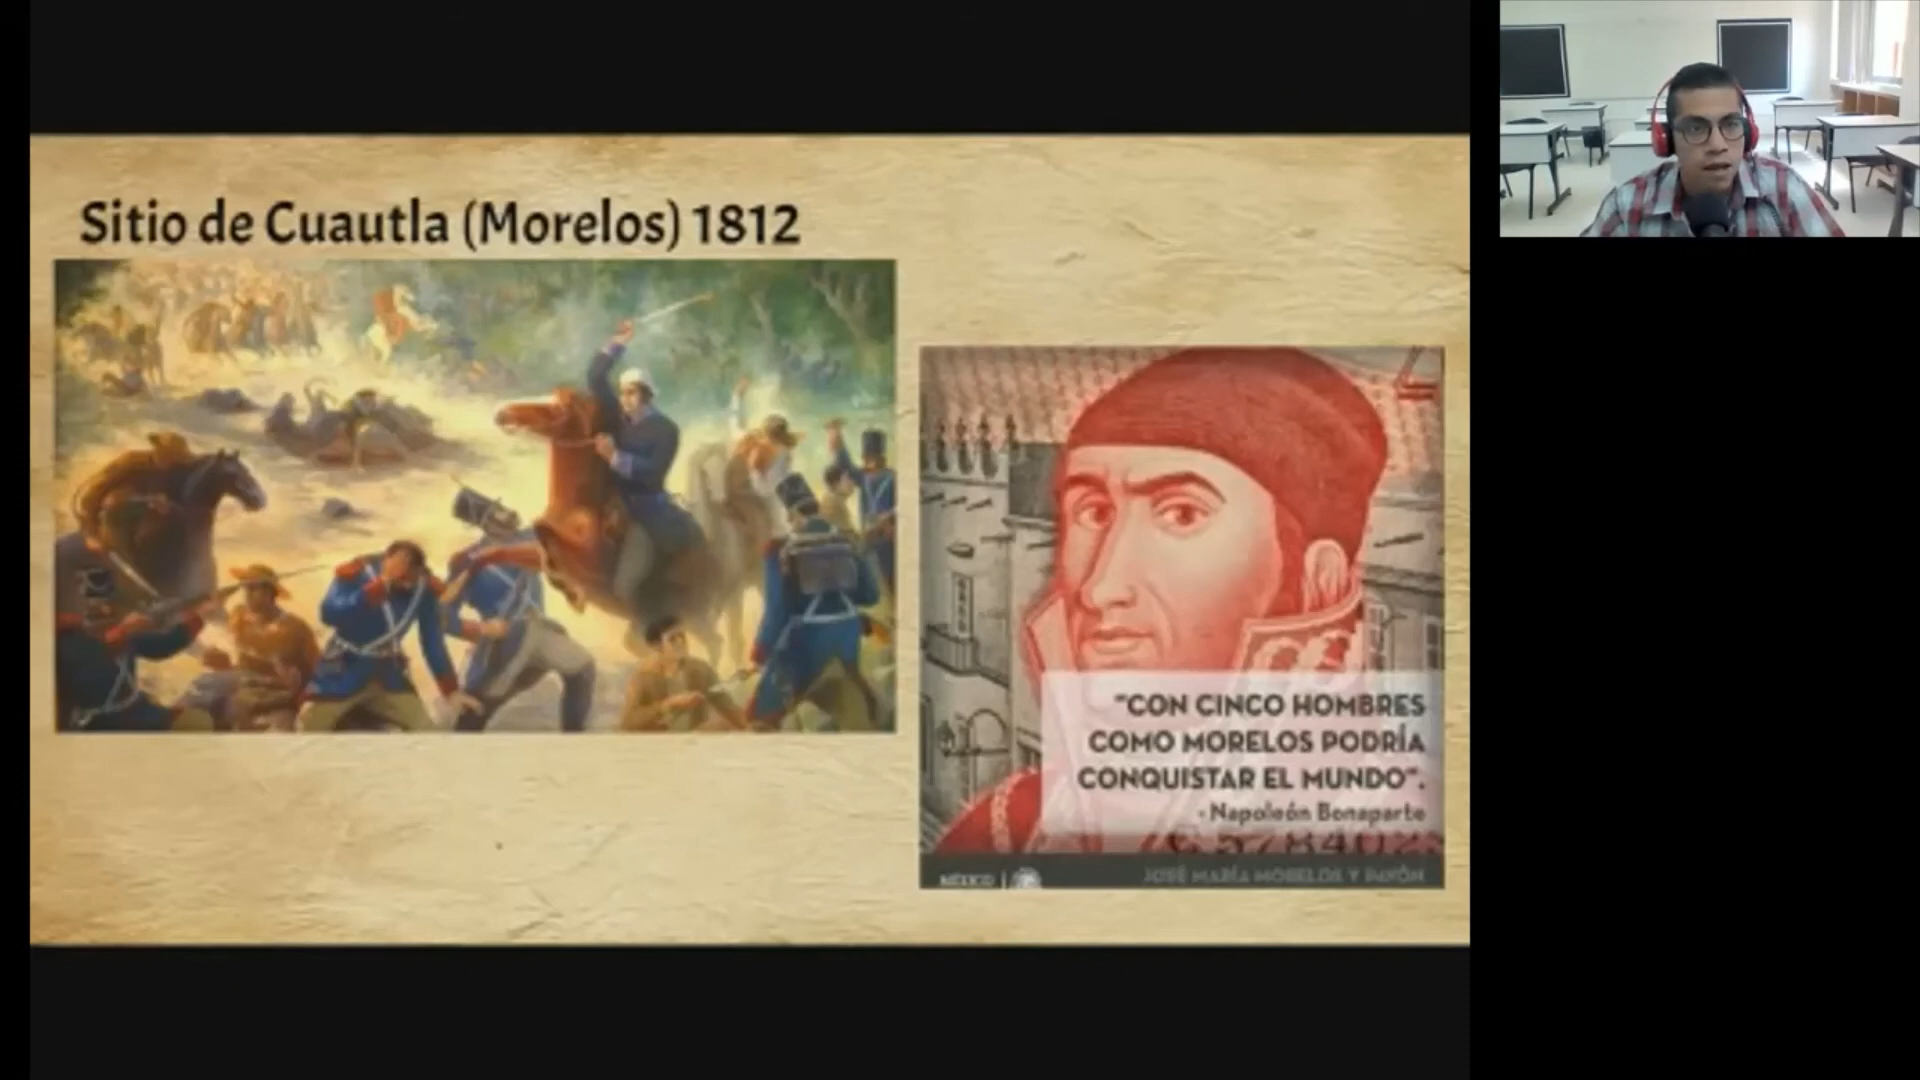 Sitio de Cuautla (Morelos) 1812
"CON CINCO HOMBRES
COMO MORELOS PODRÍA
CONQUISTAR EL MUNDO".
- Napoleón Bonaparte
MÉXICO
JOSÉ MARÍA MORELOS Y PAVÓN